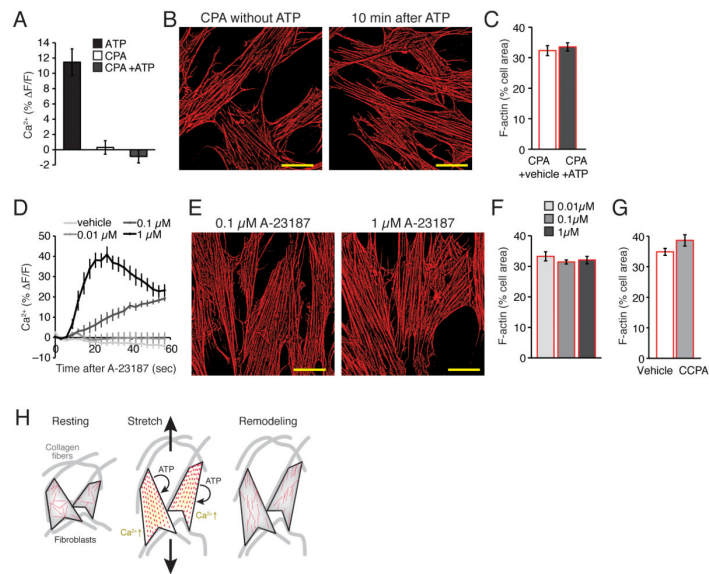 A
ATP
CPA
CPA +ATP
Ca²⁺ (% ΔF/F)
14
12
10
8
6
4
2
0
-2
B
CPA without ATP
10 min after ATP
C
F-actin (% cell area)
40
30
20
10
0
CPA
+vehicle
CPA
+ATP
D
vehicle
0.1 µM
0.01 µM
1 µM
Ca²⁺ (% ΔF/F)
50
40
30
20
10
0
−10
0
20
40
60
Time after A-23187 (sec)
E
0.1 µM A-23187
1 µM A-23187
F
0.01µM
0.1µM
1µM
F-actin (% cell area)
40
30
20
10
0
G
F-actin (% cell area)
40
30
20
10
0
Vehicle
CCPA
H
Resting
Stretch
Remodeling
Collagen
fibers
ATP
ATP
Ca²⁺↑
Ca²⁺↑
Fibroblasts